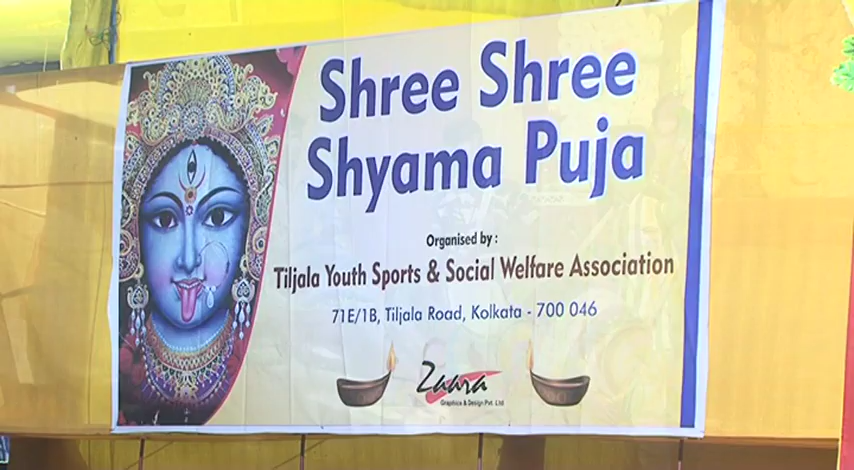 Shree Shree
Shyama Puja
Organised by :
Tiljala Youth Sports & Social Welfare Association
71E/1B, Tiljala Road, Kolkata - 700 046
Zaara
Graphics & Design Pvt. Ltd